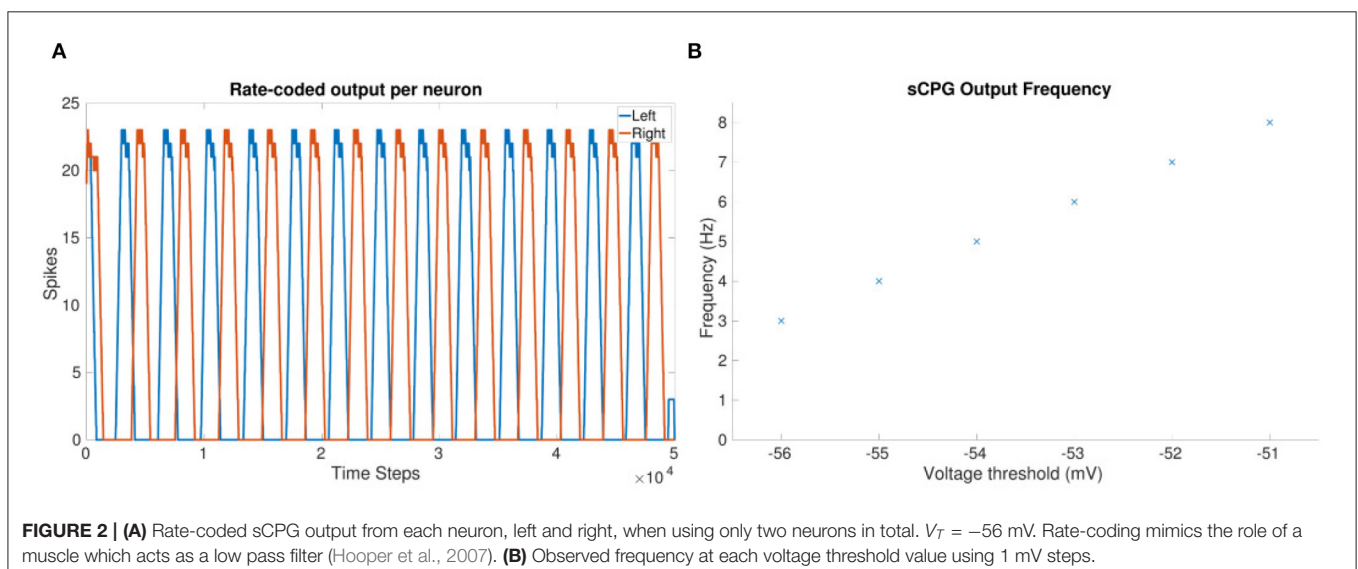 A
Rate-coded output per neuron
25
20
15
10
5
0
Spikes
Left
Right
0
1
2
3
4
5
Time Steps
×10⁴
B
sCPG Output Frequency
8
7
6
5
4
3
2
1
0
Frequency (Hz)
-56
-55
-54
-53
-52
-51
Voltage threshold (mV)
FIGURE 2 | (A) Rate-coded sCPG output from each neuron, left and right, when using only two neurons in total. V_T = −56 mV. Rate-coding mimics the role of a
muscle which acts as a low pass filter (Hooper et al., 2007). (B) Observed frequency at each voltage threshold value using 1 mV steps.